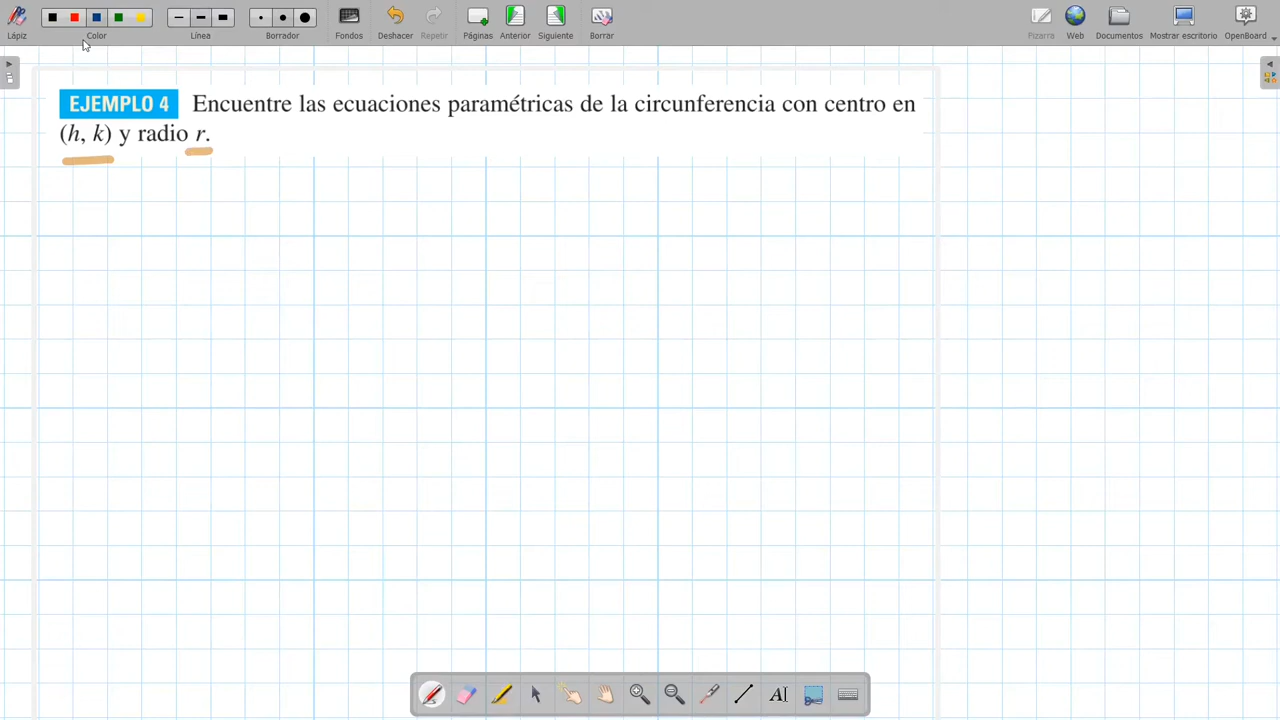 Lápiz Color Línea Borrador Fondos Deshacer Repetir Páginas Anterior Siguiente Borrar Pizarra Web Documentos Mostrar escritorio OpenBoard
EJEMPLO 4 Encuentre las ecuaciones paramétricas de la circunferencia con centro en
(h, k) y radio r.